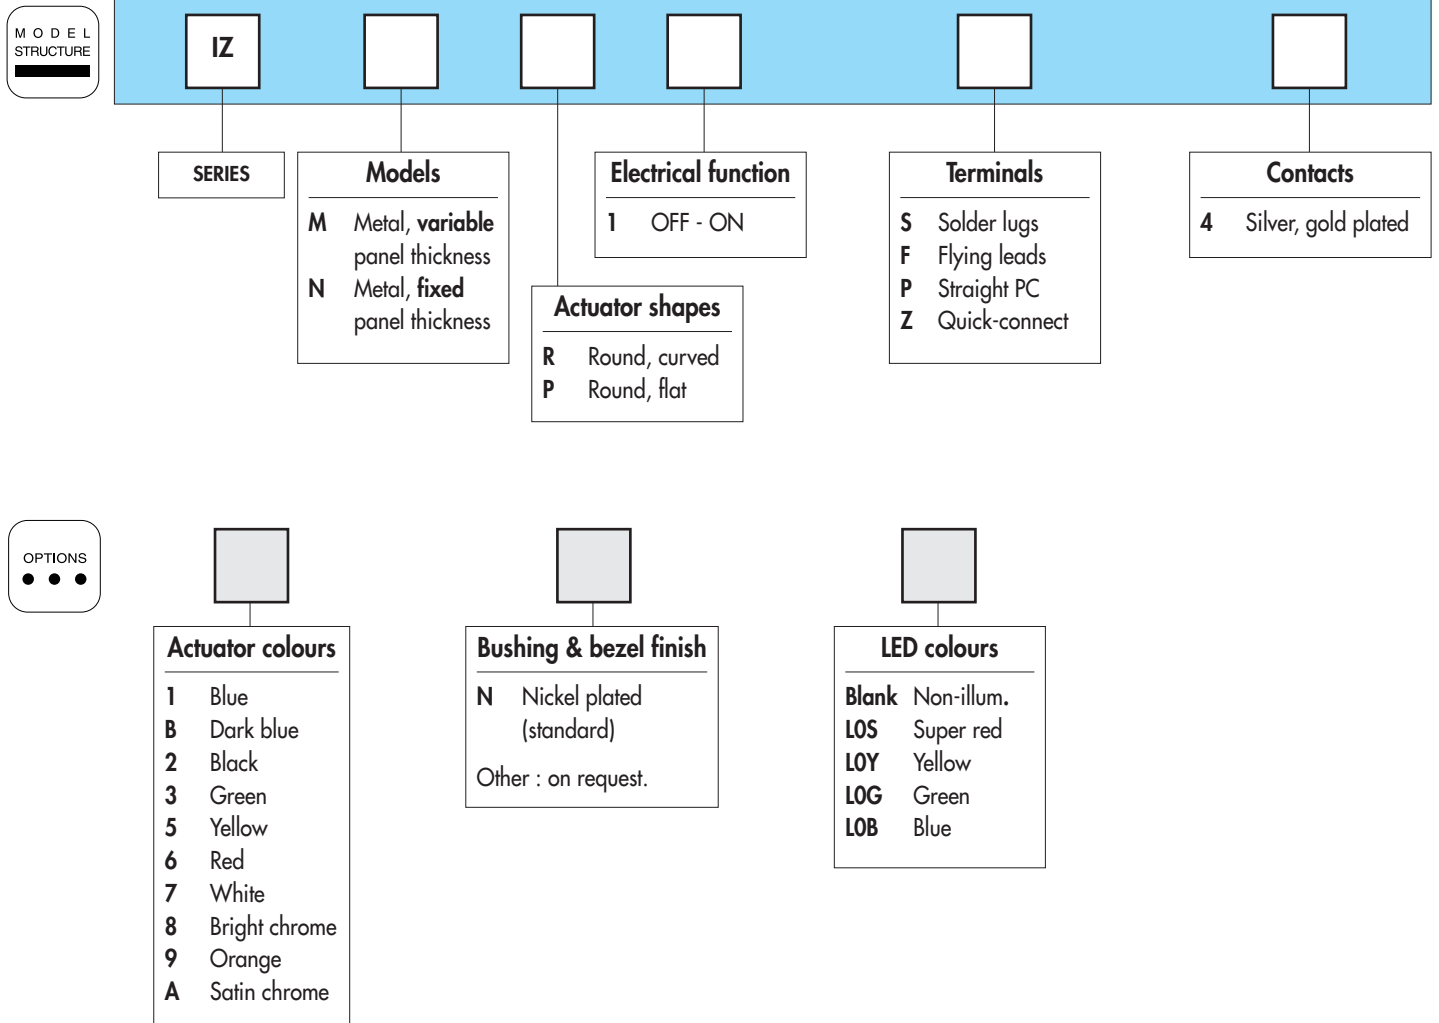 MODEL
STRUCTURE
IZ
SERIES
Models
M Metal, variable
panel thickness
N Metal, fixed
panel thickness
Actuator shapes
R Round, curved
P Round, flat
Electrical function
1 OFF - ON
Terminals
S Solder lugs
F Flying leads
P Straight PC
Z Quick-connect
Contacts
4 Silver, gold plated
OPTIONS
Actuator colours
1 Blue
B Dark blue
2 Black
3 Green
5 Yellow
6 Red
7 White
8 Bright chrome
9 Orange
A Satin chrome
Bushing & bezel finish
N Nickel plated
(standard)
Other : on request.
LED colours
Blank Non-illum.
L0S Super red
L0Y Yellow
L0G Green
L0B Blue